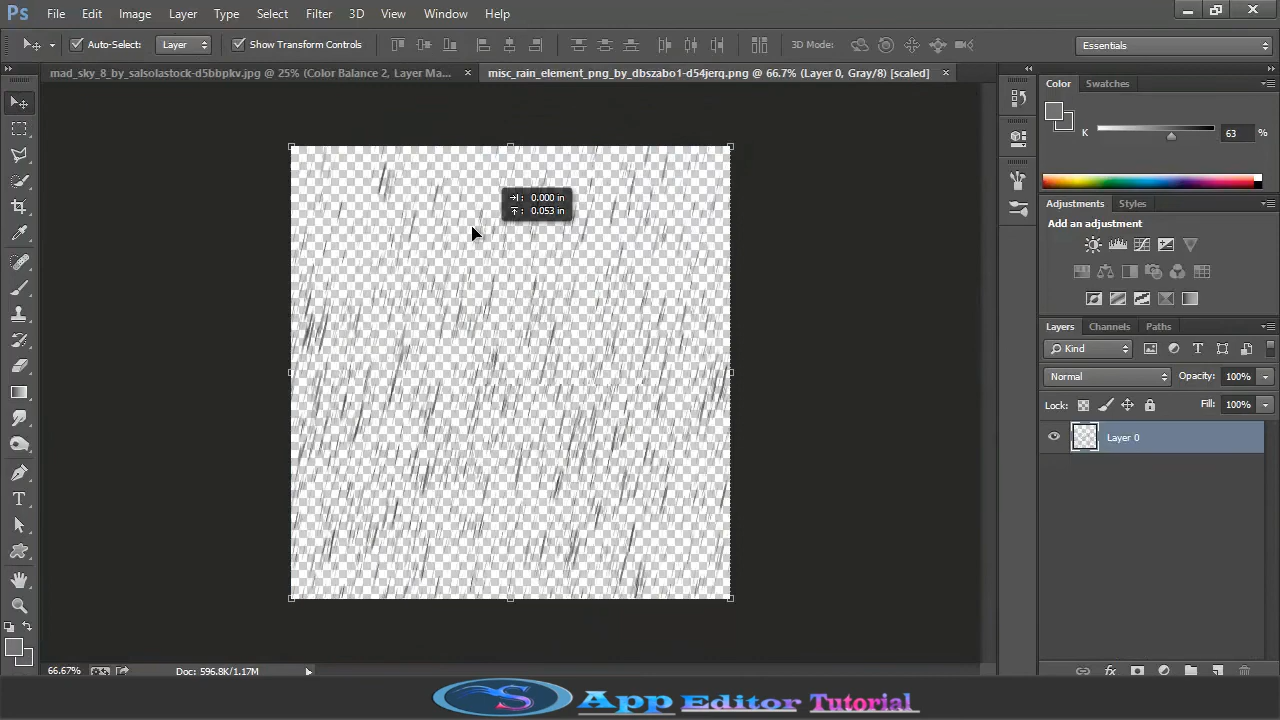 Ps File Edit Image Layer Type Select Filter 3D View Window Help
Auto-Select: Layer Show Transform Controls 3D Mode: Essentials
mad_sky_8_by_salsolastock-d5bbpkv.jpg @ 25% (Color Balance 2, Layer Ma... × misc_rain_element_png_by_dbszabo1-d54jerq.png @ 66.7% (Layer 0, Gray/8) [scaled] ×
Color Swatches
K 63 %
Adjustments Styles
Add an adjustment
: 0.000 in
: 0.053 in
Layers Channels Paths
Kind
Normal Opacity: 100%
Lock: Fill: 100%
Layer 0
66.67% Doc: 596.8K/1.17M
S App Editor Tutorial